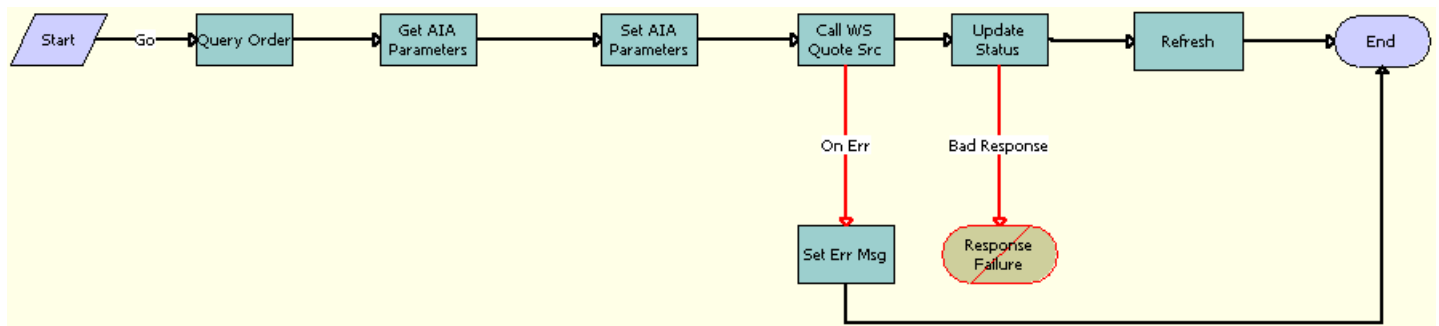 Start
Go
Query Order
Get AIA
Parameters
Set AIA
Parameters
Call WS
Quote Src
Update
Status
Refresh
End
On Err
Bad Response
Set Err Msg
Response
Failure